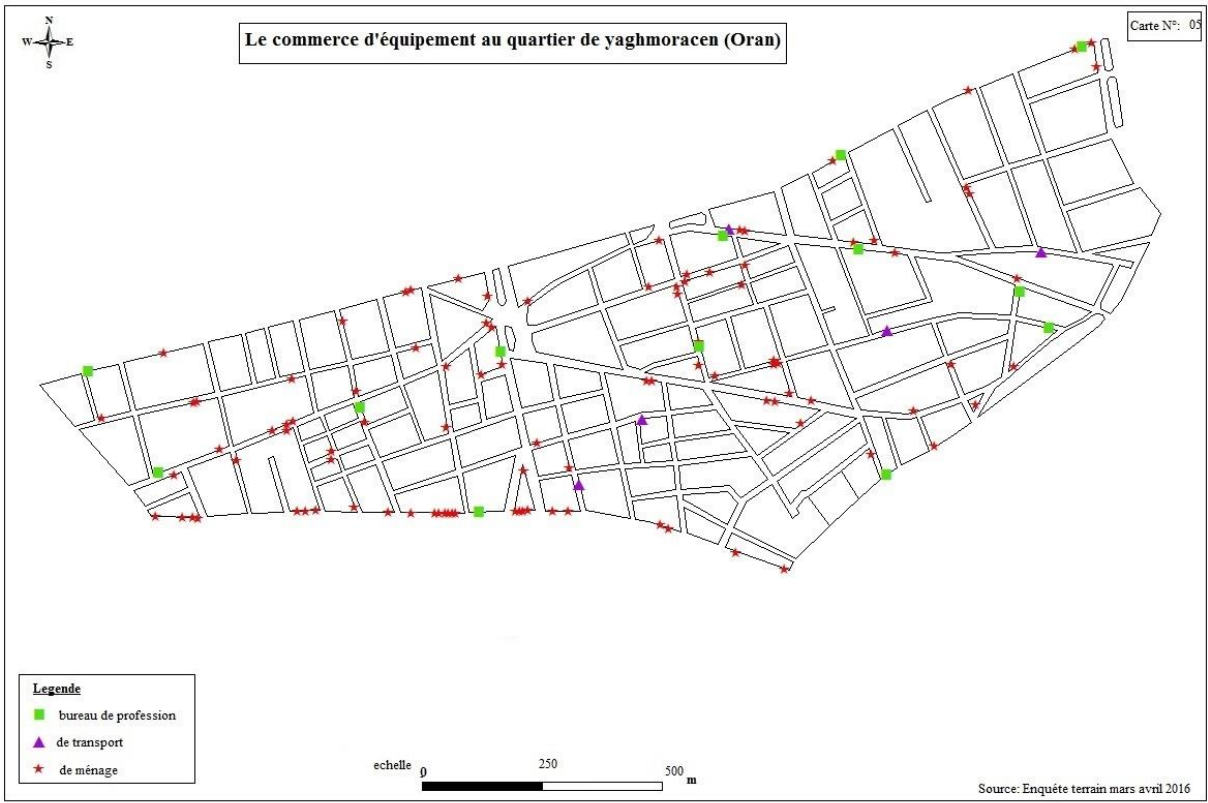 N
W E
S
Le commerce d'équipement au quartier de yaghmoracen (Oran)
Carte N°: 05
Legende
bureau de profession
de transport
de ménage
echelle 0 250 500 m
Source: Enquéte terrain mars avril 2016